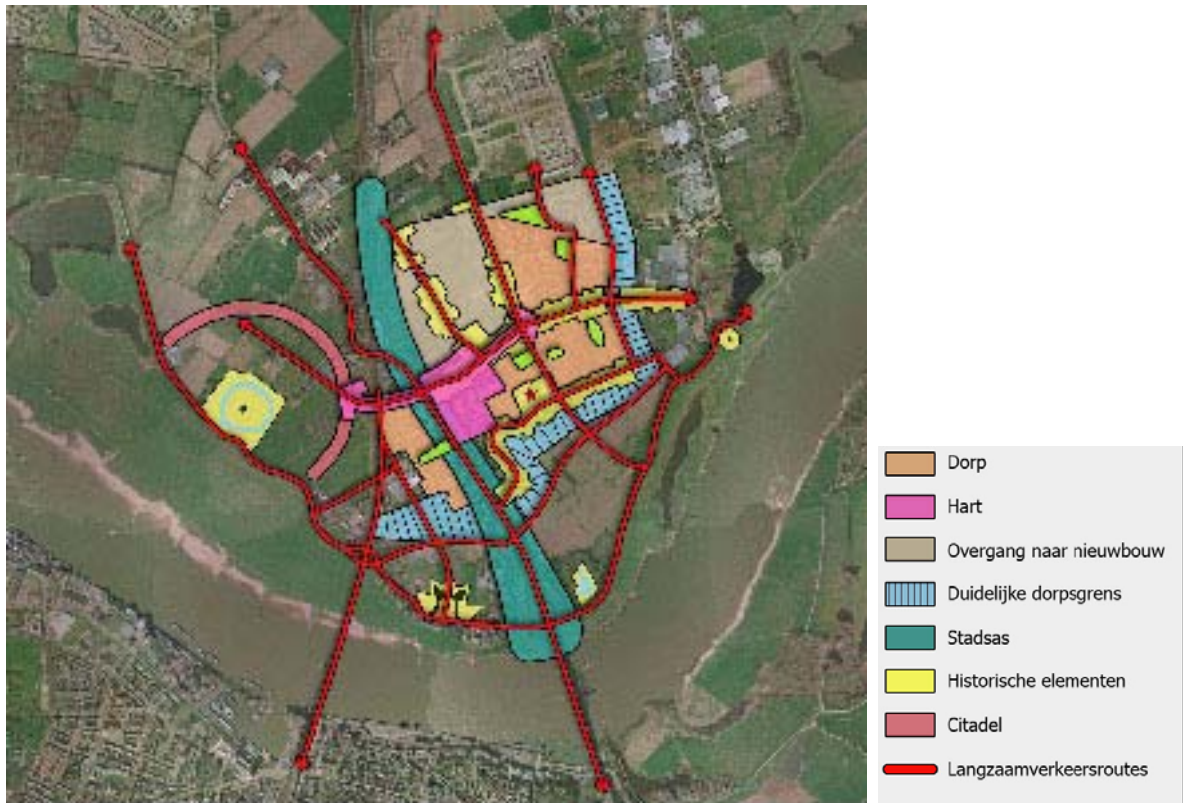 Dorp
Hart
Overgang naar nieuwbouw
Duidelijke dorpsgrens
Stadsas
Historische elementen
Citadel
Langzaamverkeersroutes